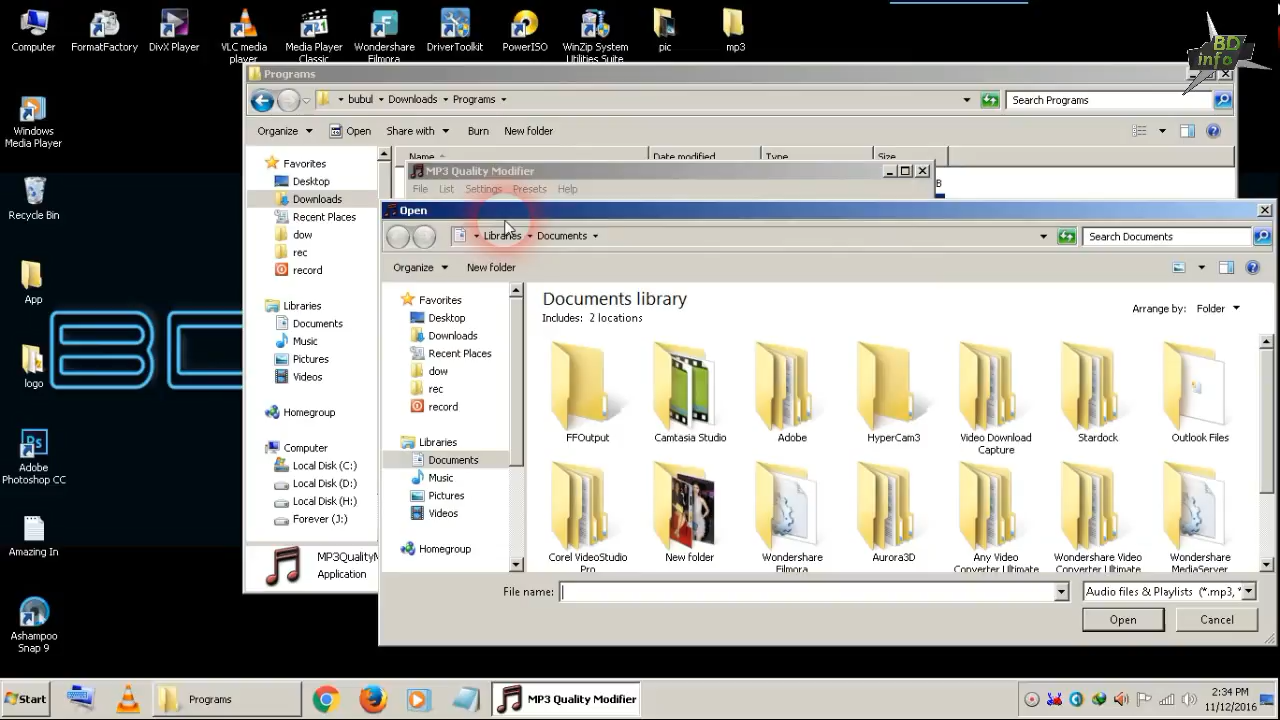 Computer
FormatFactory
DivX Player
VLC media
player
Media Player
Classic
Wondershare
Filmora
DriverToolkit
PowerISO
WinZip System
Utilities Suite
pic
mp3
BD
info
Windows
Media Player
Recycle Bin
App
logo
Adobe
Photoshop CC
Amazing In
Ashampoo
Snap 9
Programs
bubul
Downloads
Programs
Search Programs
Organize
Open
Share with
Burn
New folder
Name
Date modified
Type
Size
Favorites
Desktop
Downloads
Recent Places
dow
rec
record
Libraries
Documents
Music
Pictures
Videos
Homegroup
Computer
Local Disk (C:)
Local Disk (D:)
Local Disk (H:)
Forever (J:)
MP3QualityM
Application
MP3 Quality Modifier
File List Settings Presets Help
B
Open
Libraries
Documents
Search Documents
Organize
New folder
Favorites
Desktop
Downloads
Recent Places
dow
rec
record
Libraries
Documents
Music
Pictures
Videos
Homegroup
Documents library
Includes: 2 locations
Arrange by: Folder
FFOutput
Camtasia Studio
Adobe
HyperCam3
Video Download
Capture
Stardock
Outlook Files
Corel VideoStudio
Pro
New folder
Wondershare
Filmora
Aurora3D
Any Video
Converter Ultimate
Wondershare Video
Converter Ultimate
Wondershare
MediaServer
File name:
Audio files & Playlists (*.mp3, *
Open
Cancel
Start
Programs
MP3 Quality Modifier
2:34 PM
11/12/2016